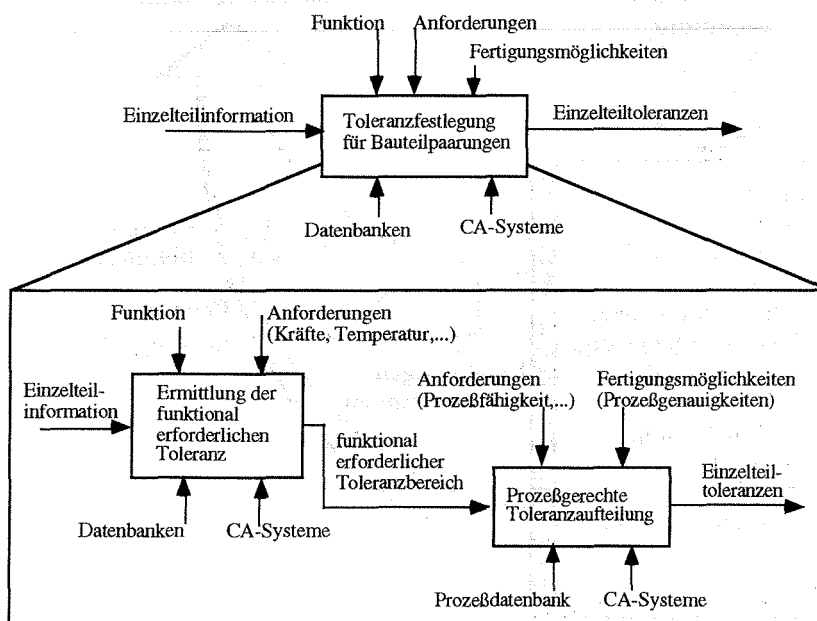 Funktion
Anforderungen
Fertigungsmöglichkeiten
Einzelteilinformation
Toleranzfestlegung
für Bauteilpaarungen
Einzelteiltoleranzen
Datenbanken
CA-Systeme
Funktion
Anforderungen
(Kräfte, Temperatur,...)
Einzelteil-
information
Ermittlung der
funktional
erforderlichen
Toleranz
Datenbanken
CA-Systeme
funktional
erforderlicher
Toleranzbereich
Anforderungen
(Prozeßfähigkeit,...)
Fertigungsmöglichkeiten
(Prozeßgenauigkeiten)
Prozeßgerechte
Toleranzaufteilung
Einzelteil-
toleranzen
Prozeßdatenbank
CA-Systeme